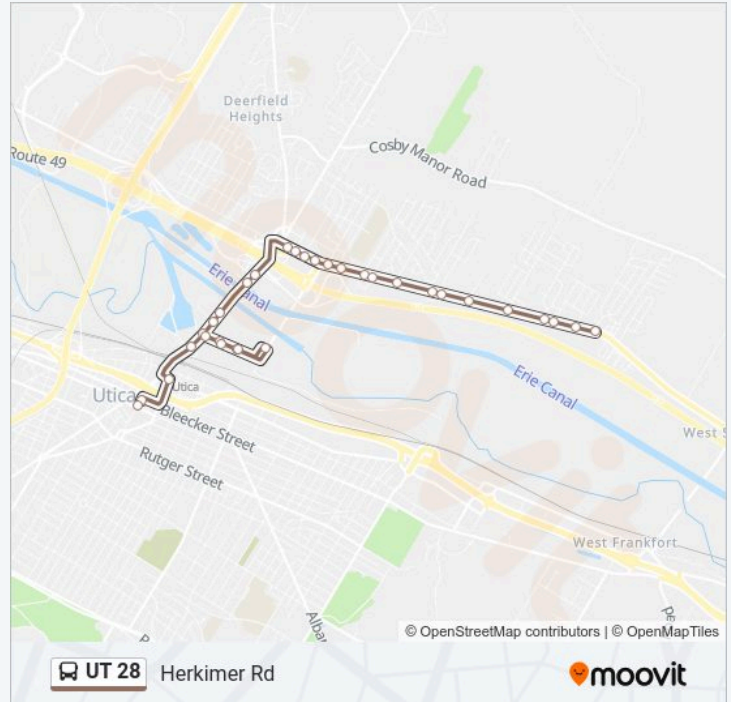 Deerfield
Heights
Cosby Manor Road
Route 49
Erie Canal
Erie Canal
Utica
Utica
Bleecker Street
Rutger Street
West S
West Frankfort
Alba
© OpenStreetMap contributors | © OpenMapTiles
UT 28
Herkimer Rd
moovit